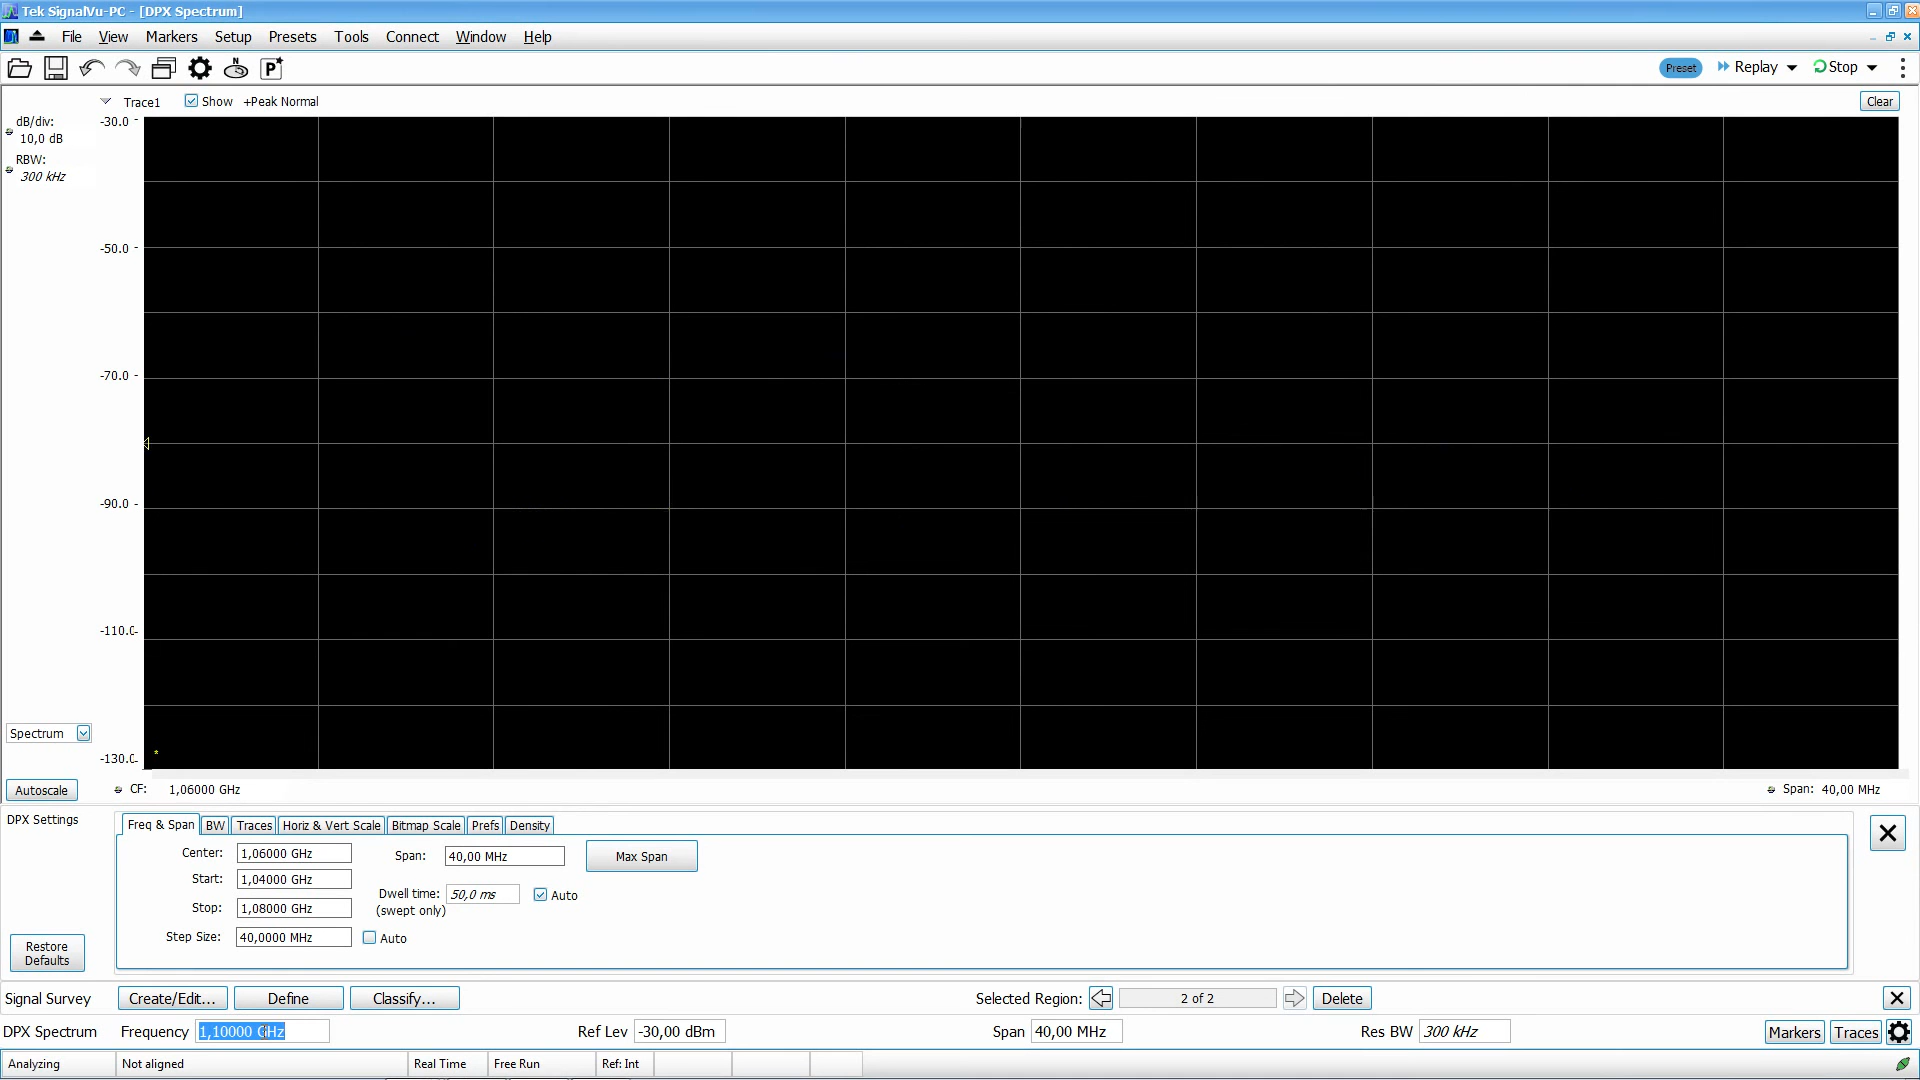 Tek SignalVu-PC - [DPX Spectrum]
File View Markers Setup Presets Tools Connect Window Help
Preset Replay Stop
Trace1 Show +Peak Normal Clear
dB/div:
10,0 dB
RBW:
300 kHz
-30.0
-50.0
-70.0
-90.0
-110.0
-130.0
Spectrum
Autoscale
CF: 1,06000 GHz Span: 40,00 MHz
DPX Settings
Freq & Span BW Traces Horiz & Vert Scale Bitmap Scale Prefs Density
Center: 1,06000 GHz Span: 40,00 MHz Max Span
Start: 1,04000 GHz
Dwell time: 50,0 ms Auto
(swept only)
Stop: 1,08000 GHz
Step Size: 40,0000 MHz Auto
Restore
Defaults
Signal Survey Create/Edit... Define Classify... Selected Region: 2 of 2 Delete
DPX Spectrum Frequency 1,10000 GHz Ref Lev -30,00 dBm Span 40,00 MHz Res BW 300 kHz Markers Traces
Analyzing Not aligned Real Time Free Run Ref: Int